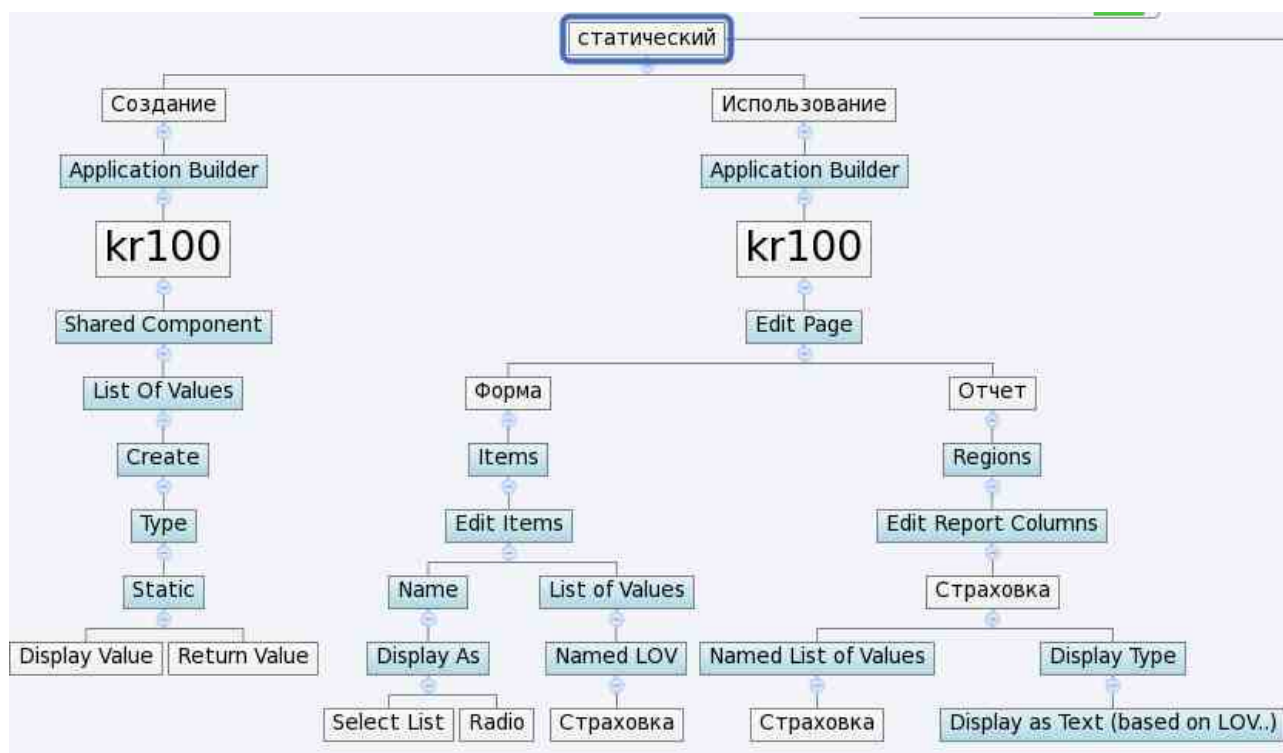 статический
Создание
Использование
Application Builder
Application Builder
kr100
kr100
Shared Component
Edit Page
List Of Values
Форма
Отчет
Create
Items
Regions
Type
Edit Items
Edit Report Columns
Static
Name
List of Values
Страховка
Display Value
Return Value
Display As
Named LOV
Named List of Values
Display Type
Select List
Radio
Страховка
Страховка
Display as Text (based on LOV..)